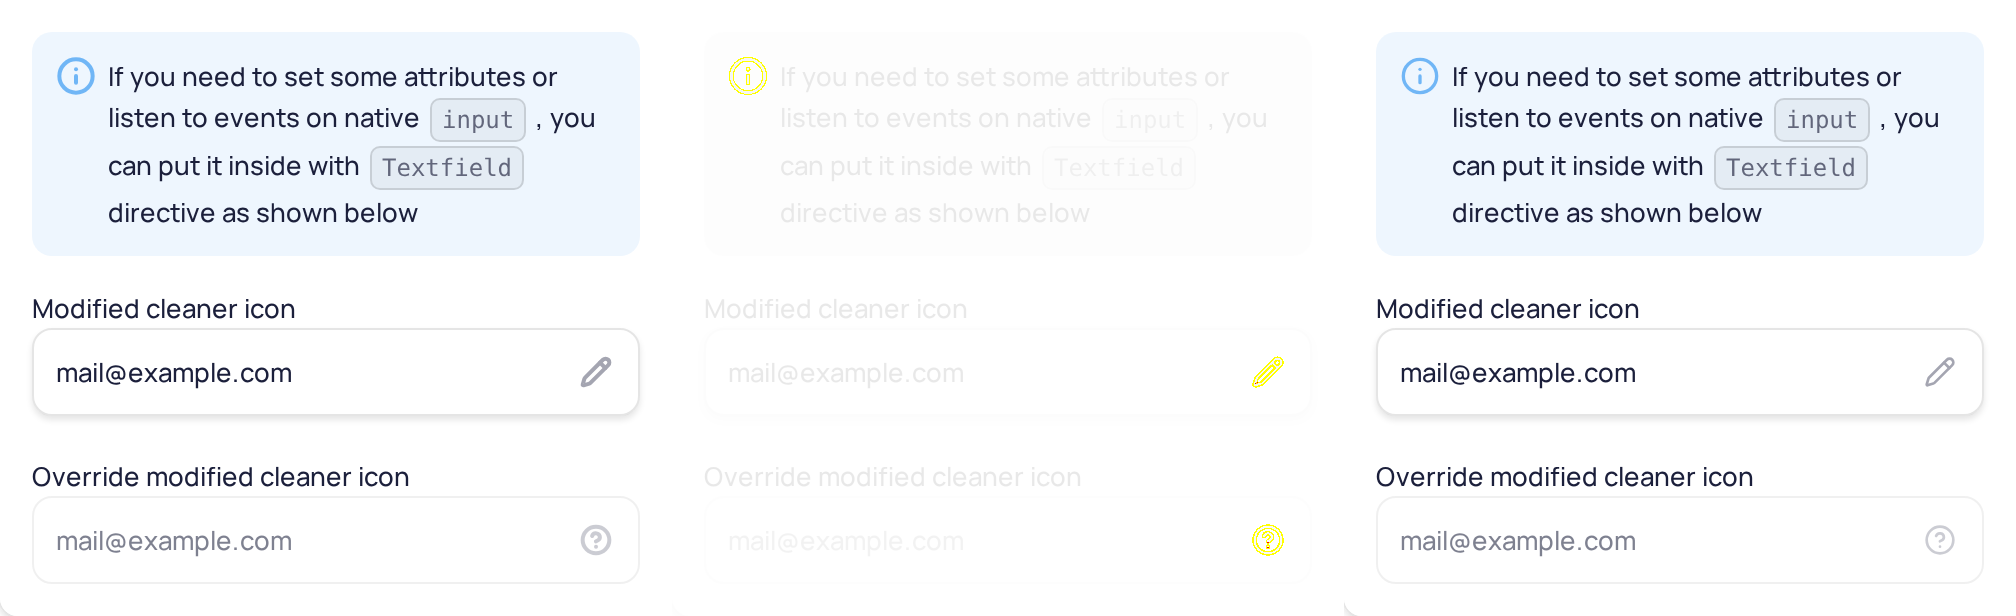 If you need to set some attributes or
listen to events on native input , you
can put it inside with Textfield
directive as shown below
Modified cleaner icon
mail@example.com
Override modified cleaner icon
mail@example.com
If you need to set some attributes or
listen to events on native input , you
can put it inside with Textfield
directive as shown below
Modified cleaner icon
mail@example.com
Override modified cleaner icon
mail@example.com
If you need to set some attributes or
listen to events on native input , you
can put it inside with Textfield
directive as shown below
Modified cleaner icon
mail@example.com
Override modified cleaner icon
mail@example.com